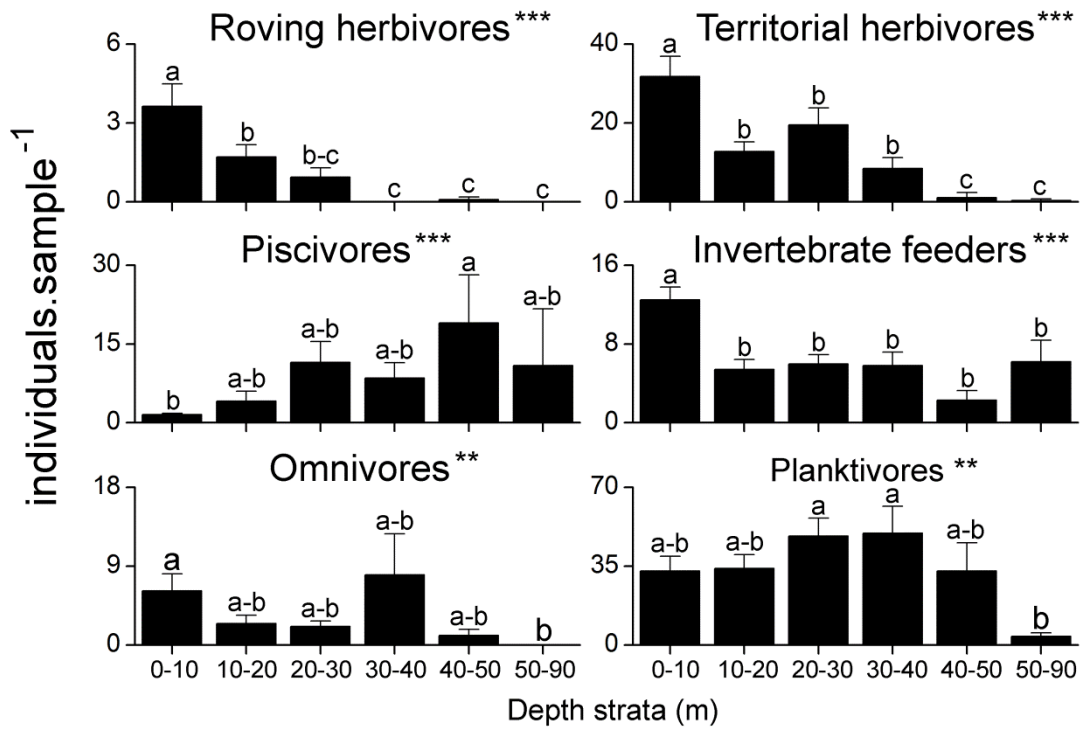 individuals.sample-1
Roving herbivores ***
6
3
0
a
b
b-c
c
c
c
Territorial herbivores ***
40
20
0
a
b
b
b
c
c
Piscivores ***
30
15
0
b
a-b
a-b
a-b
a
a-b
Invertebrate feeders ***
16
8
0
a
b
b
b
b
b
Omnivores **
18
9
0
a
a-b
a-b
a-b
a-b
b
0-10 10-20 20-30 30-40 40-50 50-90
Planktivores **
70
35
0
a-b
a-b
a
a
a-b
b
0-10 10-20 20-30 30-40 40-50 50-90
Depth strata (m)